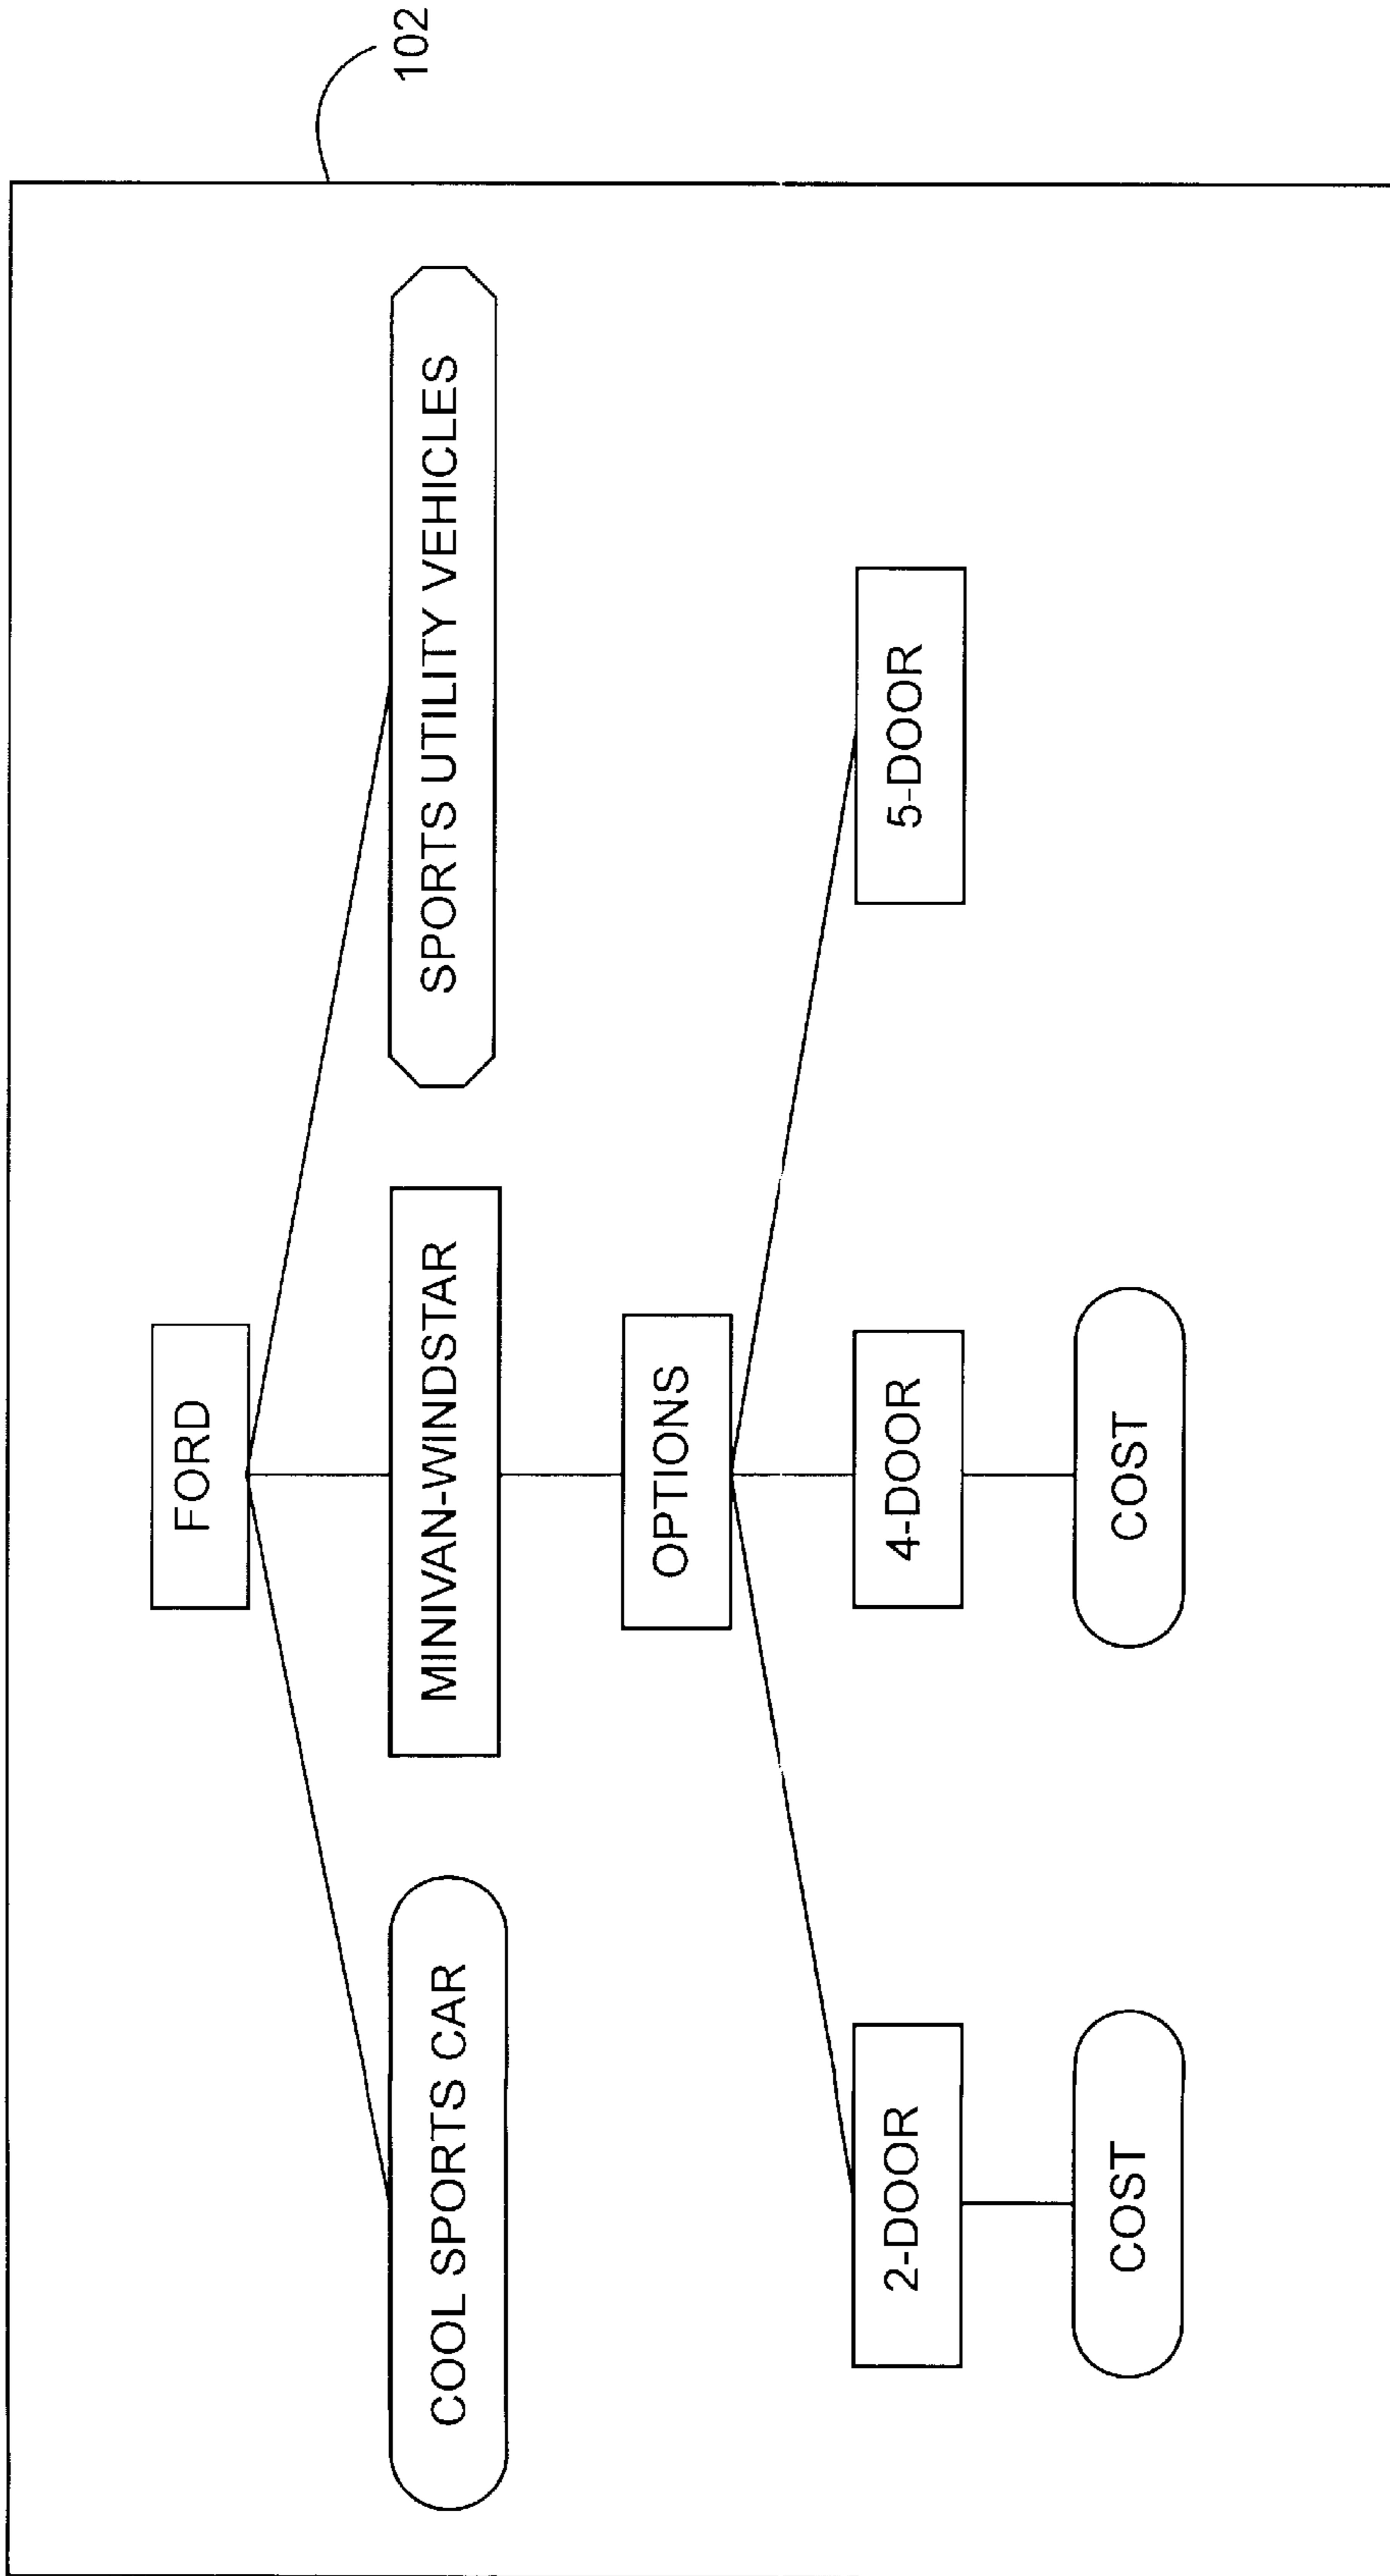 102
FORD
COOL SPORTS CAR
MINIVAN-WINDSTAR
SPORTS UTILITY VEHICLES
OPTIONS
2-DOOR
4-DOOR
5-DOOR
COST
COST